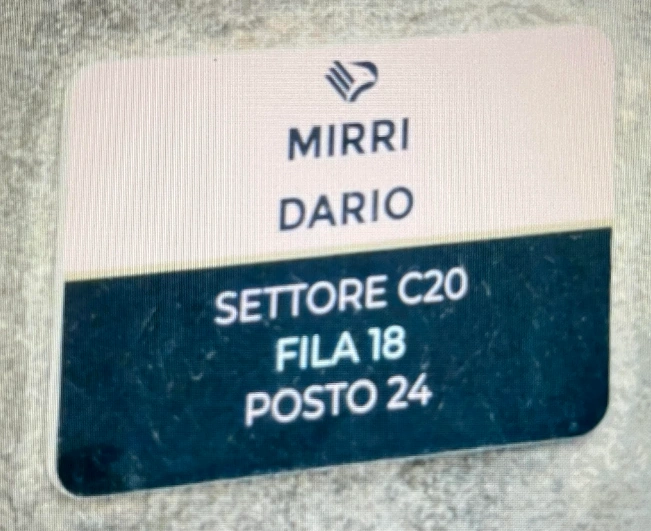 MIRRI
DARIO
SETTORE C20
FILA 18
POSTO 24